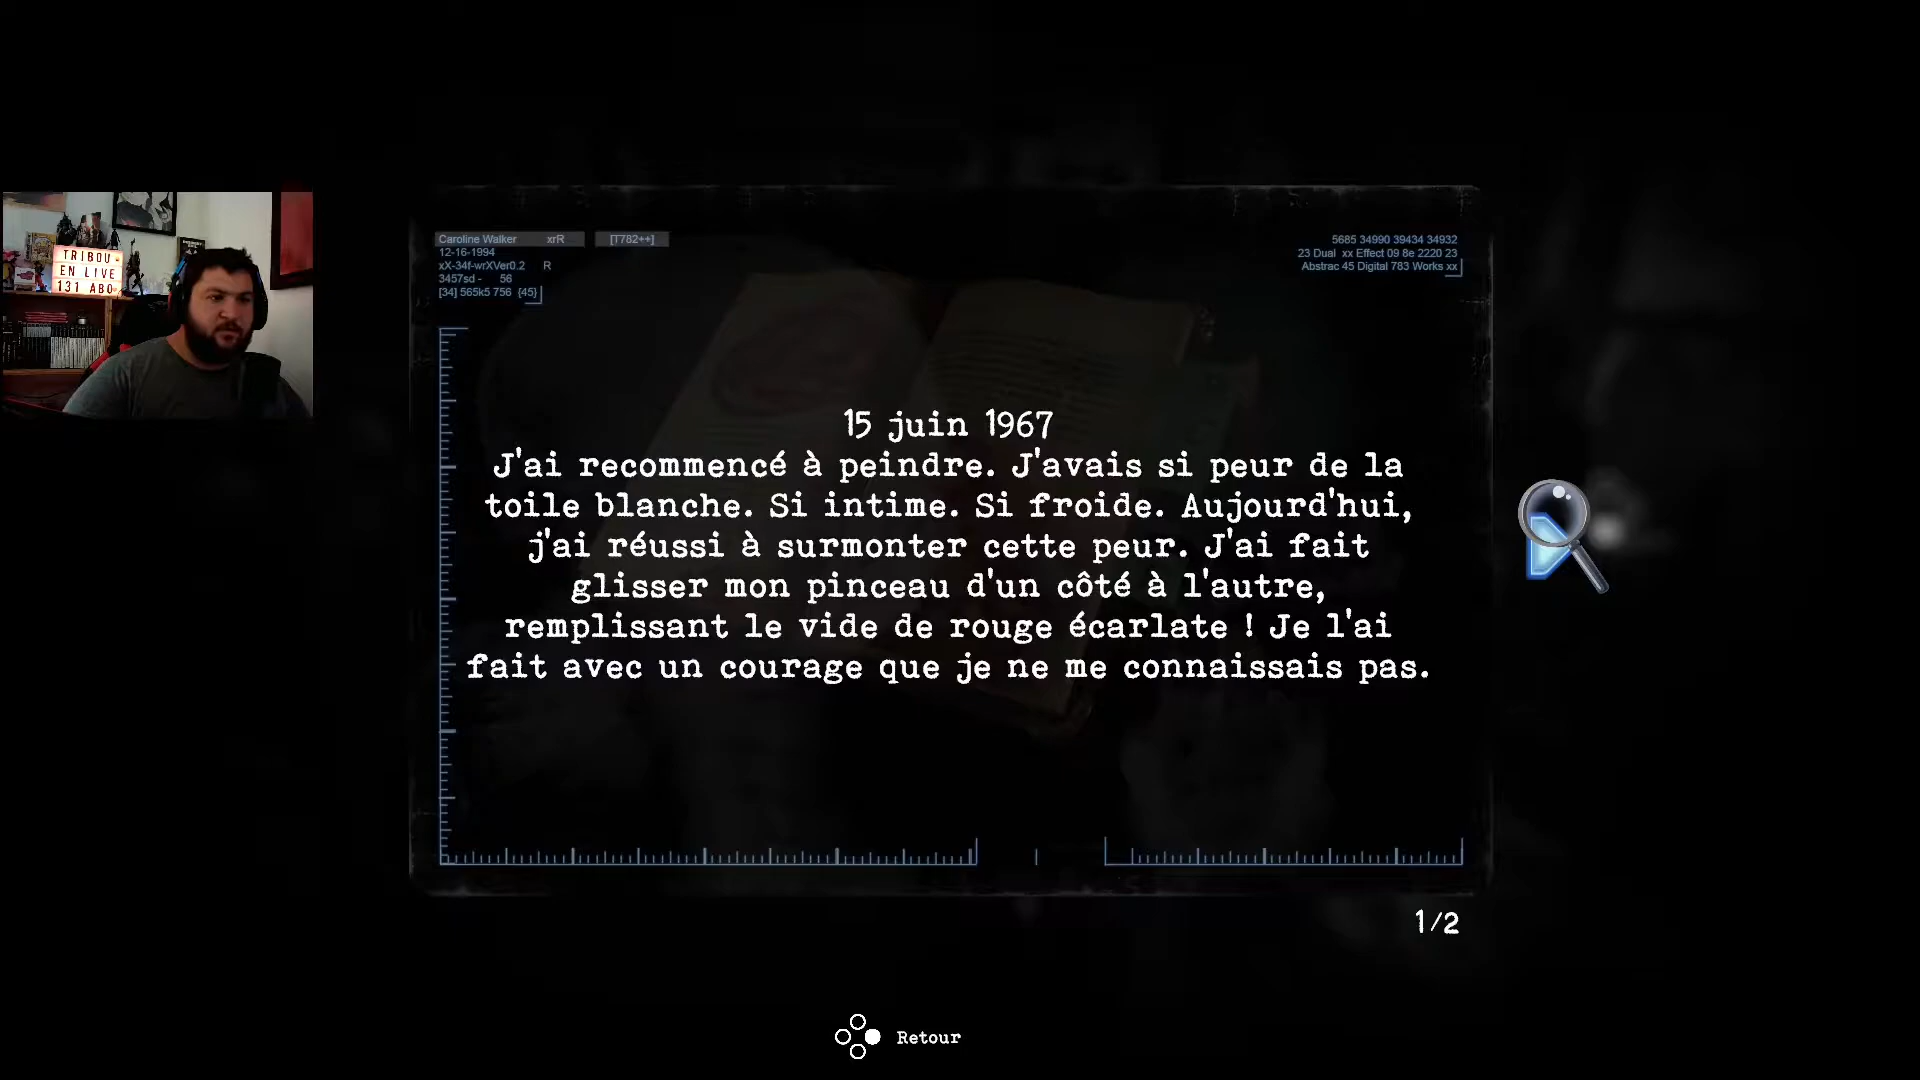 TRIBOU
EN LIVE
131 ABO
Caroline Walker xrR [T782++]
12-16-1994
xX-34f-wrXVer0.2 R
3457sd - 56
[34] 565k5 756 {45}
5685 34990 39434 34932
23 Dual xx Effect 09 8e 2220 23
Abstrac 45 Digital 783 Works xx
15 juin 1967
J'ai recommencé à peindre. J'avais si peur de la
toile blanche. Si intime. Si froide. Aujourd'hui,
j'ai réussi à surmonter cette peur. J'ai fait
glisser mon pinceau d'un côté à l'autre,
remplissant le vide de rouge écarlate ! Je l'ai
fait avec un courage que je ne me connaissais pas.
1/2
Retour